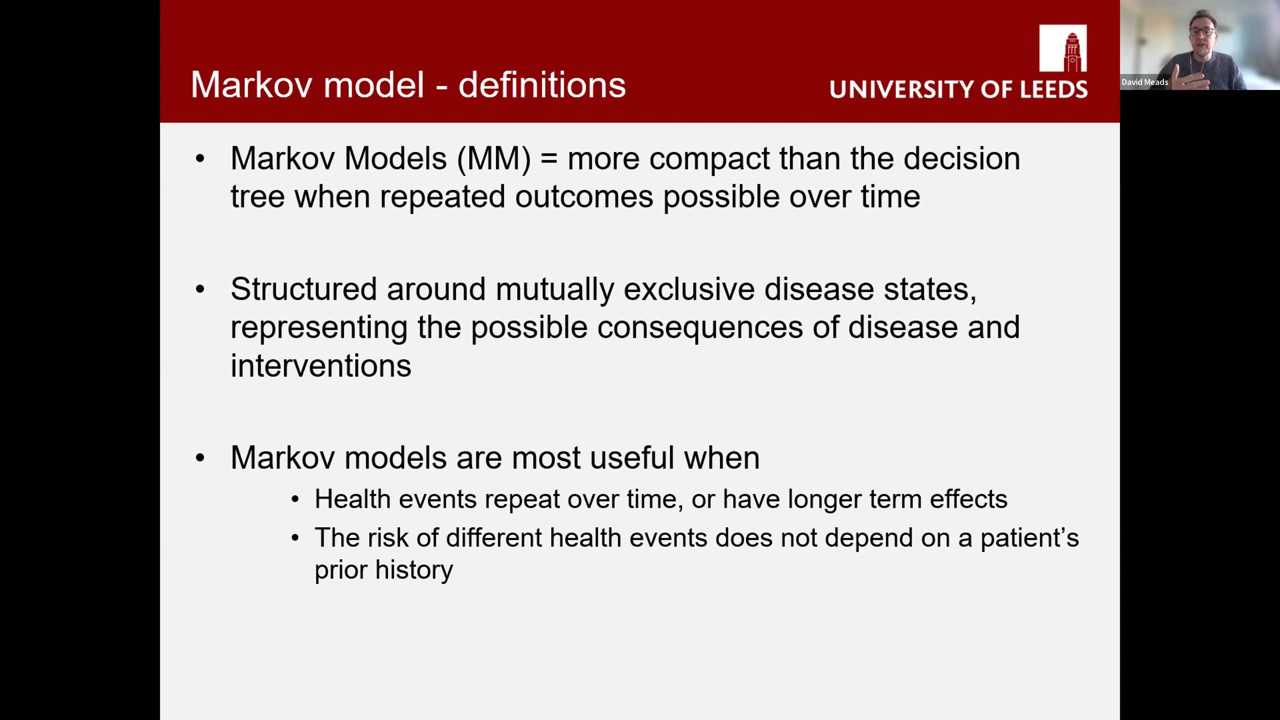 Markov model - definitions
UNIVERSITY OF LEEDS
David Meads
• Markov Models (MM) = more compact than the decision
tree when repeated outcomes possible over time
• Structured around mutually exclusive disease states,
representing the possible consequences of disease and
interventions
• Markov models are most useful when
• Health events repeat over time, or have longer term effects
• The risk of different health events does not depend on a patient’s
prior history